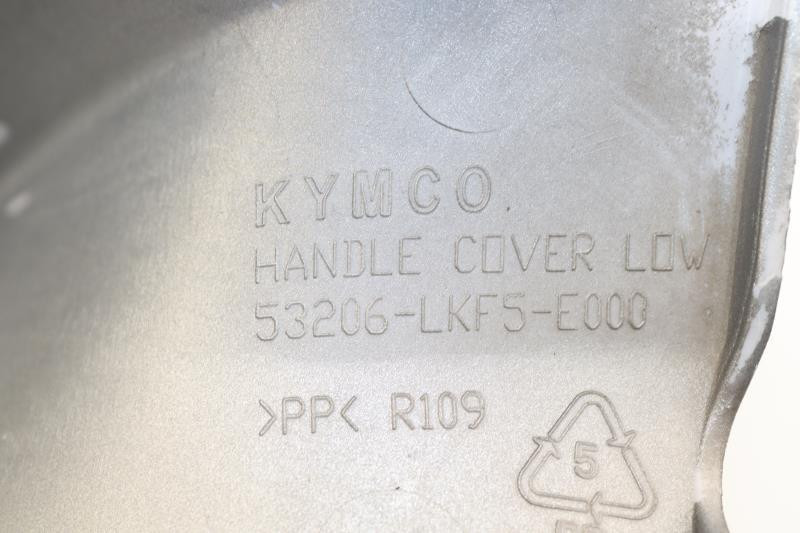 KYMCO
HANDLE COVER LOW
53206-LKF5-E000
>PP< R109
5